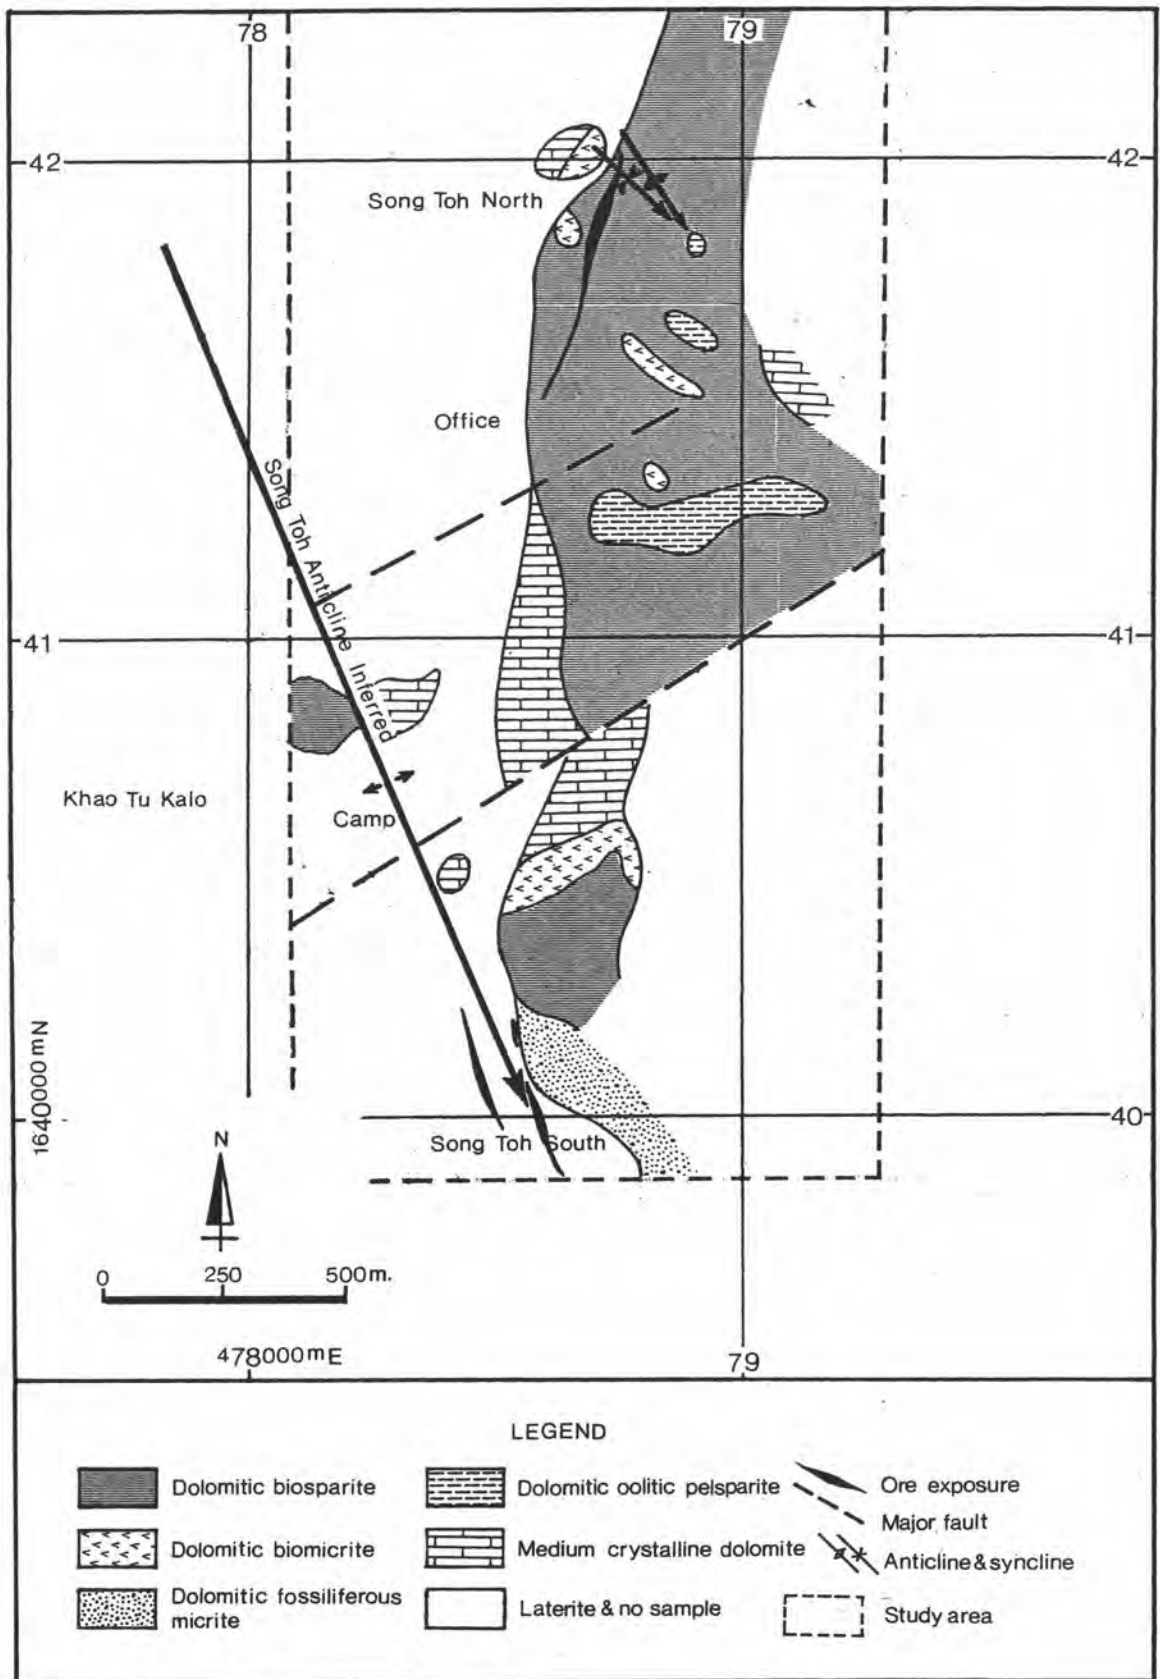 78
79
42
42
Song Toh North
Office
Song Toh Anticline Inferred
41
41
Khao Tu Kalo
Camp
1640000mN
40
Song Toh South
N
0 250 500m.
478000mE
79
LEGEND
Dolomitic biosparite
Dolomitic oolitic pelsparite
Ore exposure
Major fault
Dolomitic biomicrite
Medium crystalline dolomite
Anticline & syncline
Dolomitic fossiliferous
micrite
Laterite & no sample
Study area